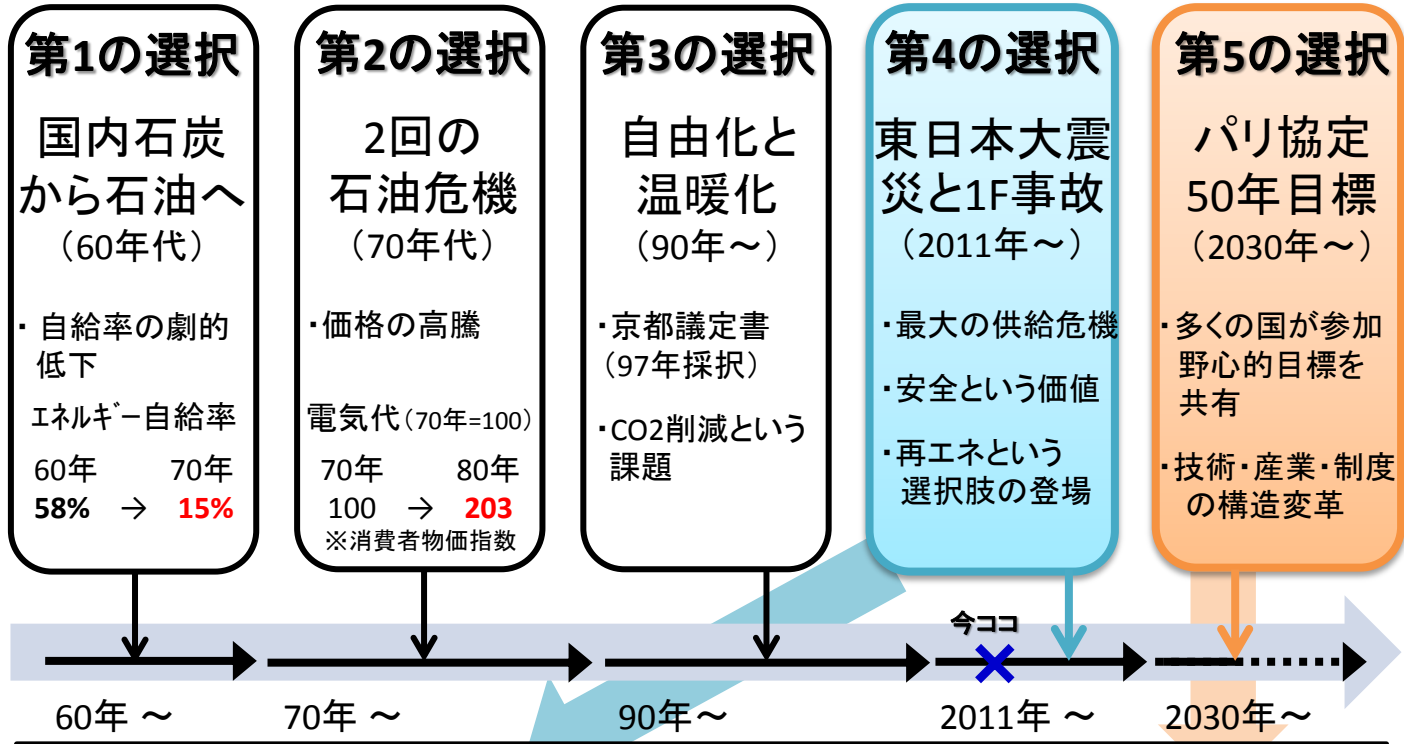 第1の選択
国内石炭
から石油へ
（60年代）
・ 自給率の劇的
低下
ｴﾈﾙｷﾞｰ自給率
60年 70年
58% → 15%
第2の選択
2回の
石油危機
（70年代）
・価格の高騰
電気代（70年=100）
70年 80年
100 → 203
※消費者物価指数
第3の選択
自由化と
温暖化
（90年～）
・京都議定書
（97年採択）
・CO2削減という
課題
第4の選択
東日本大震
災と1F事故
（2011年～）
・最大の供給危機
・安全という価値
・再エネという
選択肢の登場
第5の選択
パリ協定
50年目標
（2030年～）
・多くの国が参加
野心的目標を
共有
・技術・産業・制度
の構造変革
今ココ
60年 ～ 70年 ～ 90年～ 2011年 ～ 2030年～